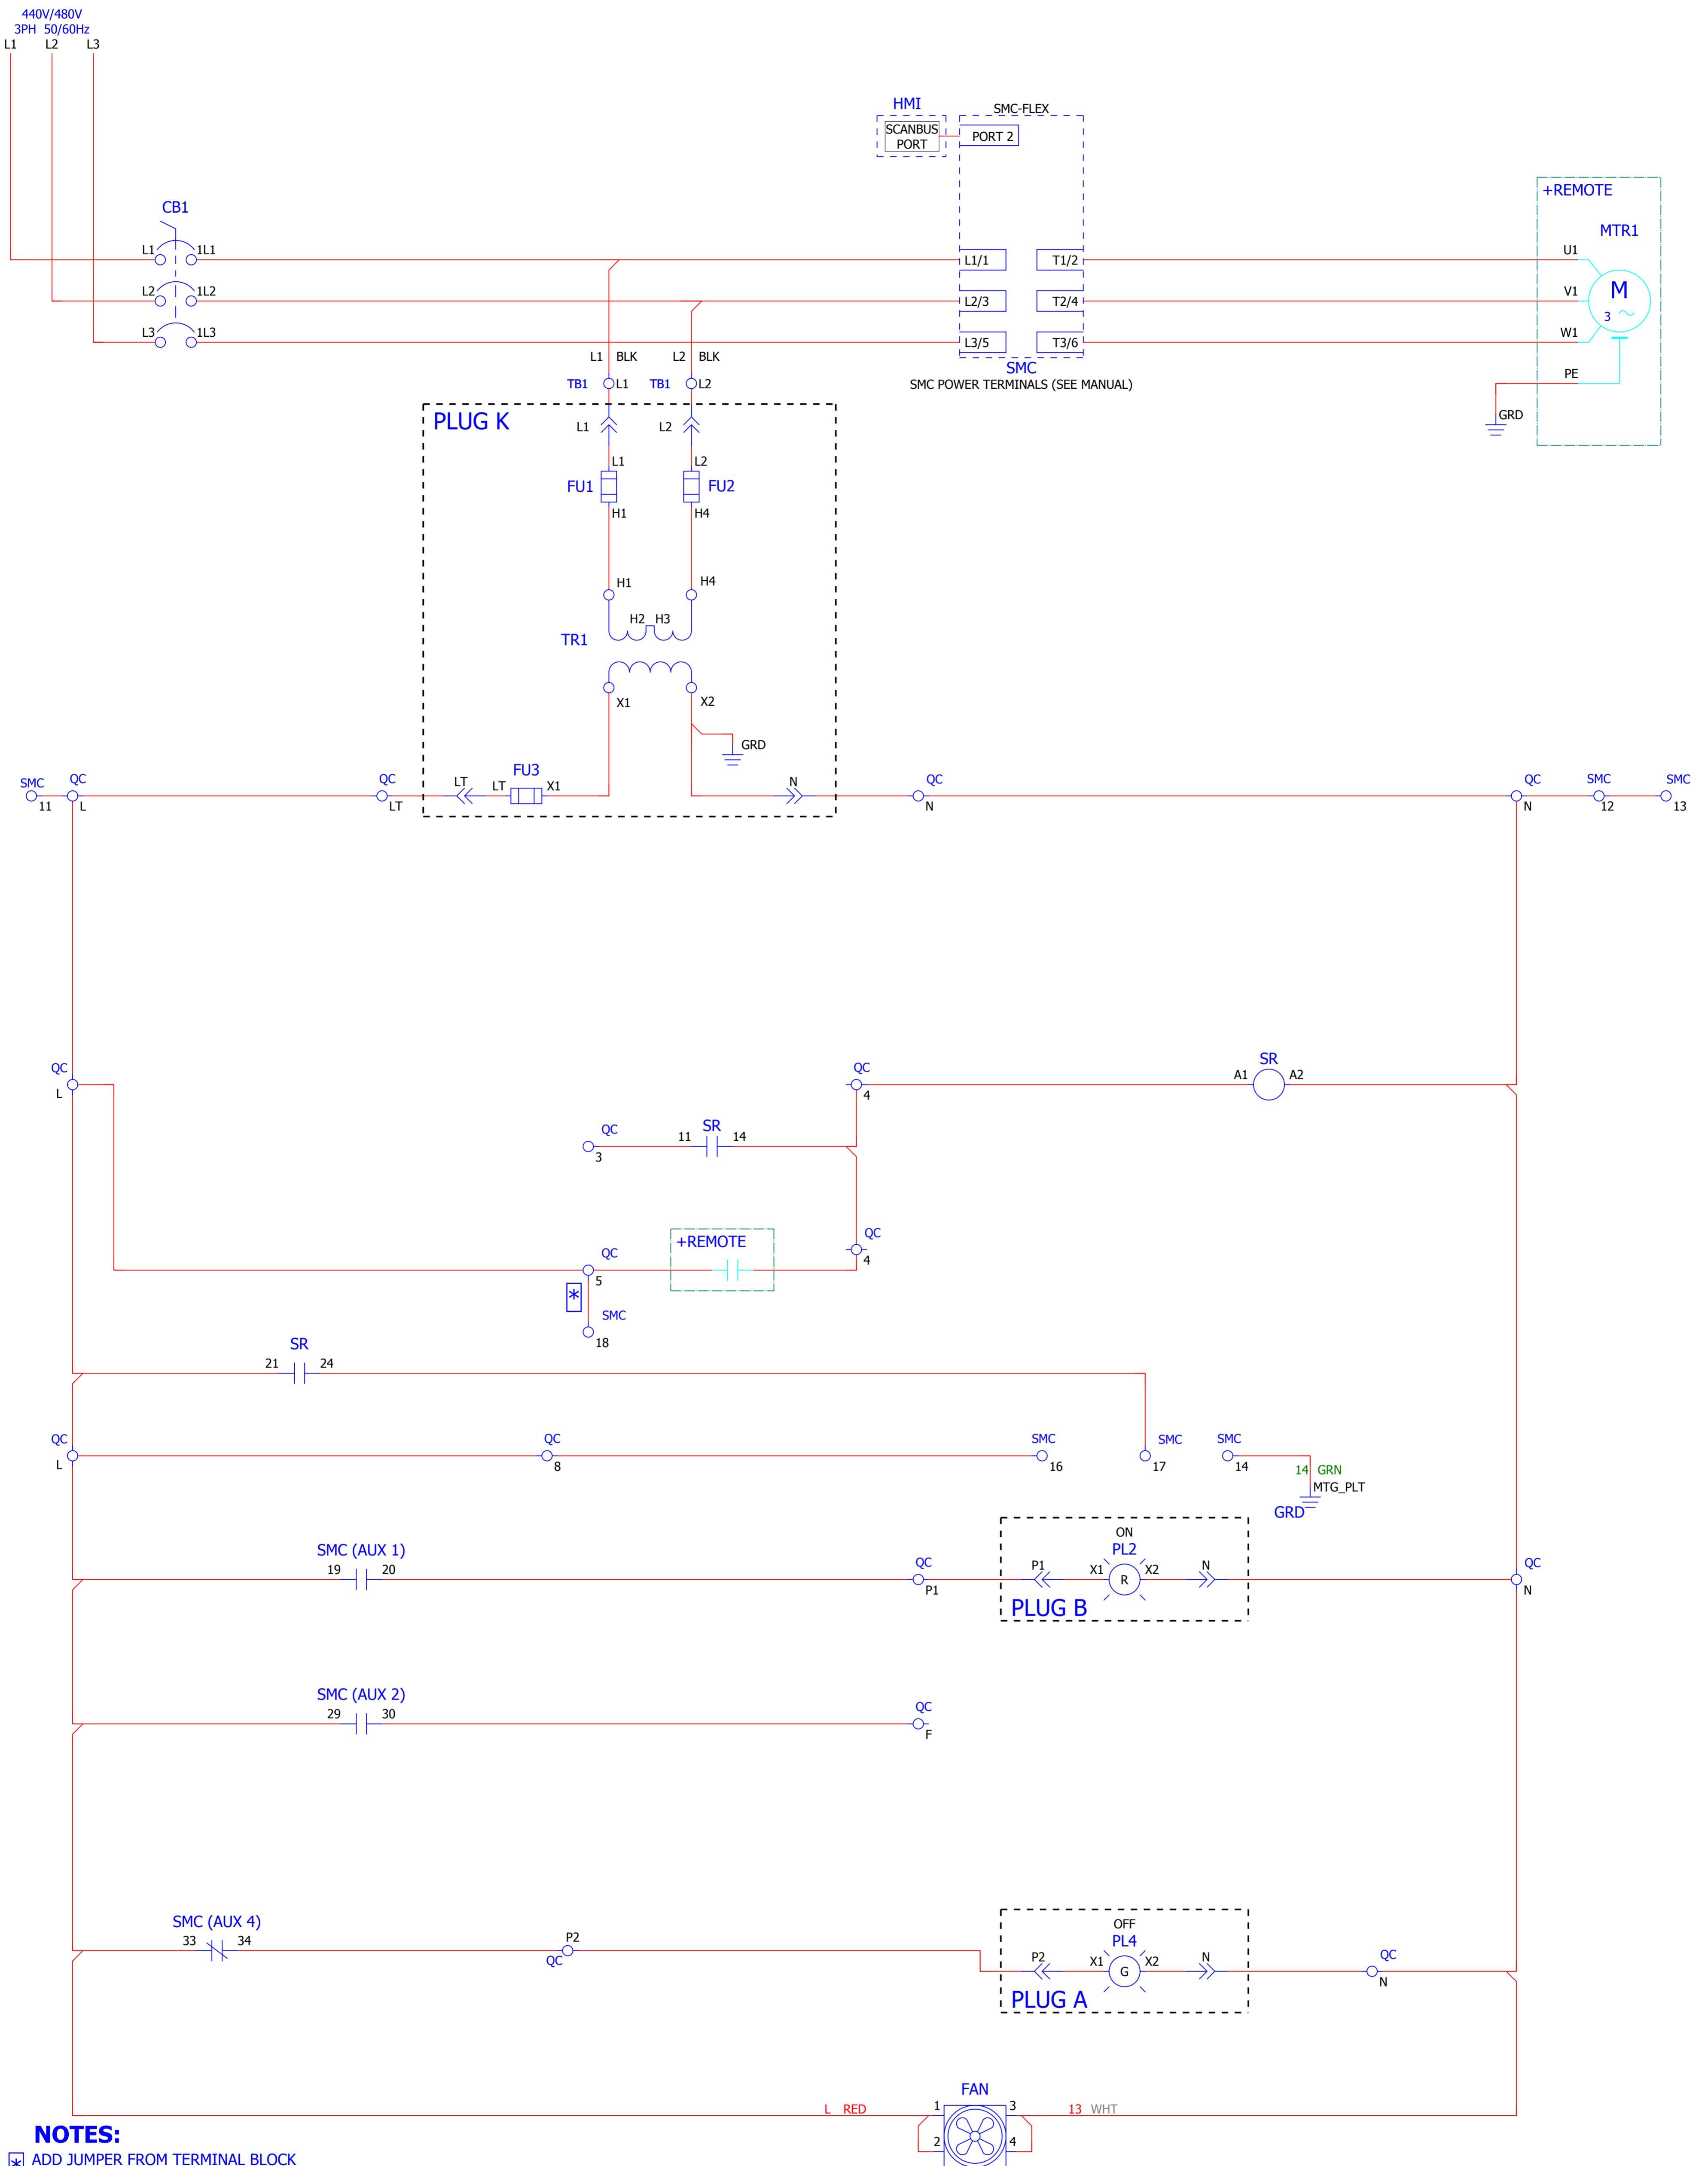 440V/480V
3PH 50/60Hz
L1 L2 L3
HMI
SCANBUS
PORT
SMC-FLEX
PORT 2
+REMOTE
MTR1
CB1
L1 1L1
L2 1L2
L3 1L3
L1/1 T1/2
L2/3 T2/4
L3/5 T3/6
SMC
SMC POWER TERMINALS (SEE MANUAL)
U1
V1
W1
M
3
PE
GRD
L1 BLK L2 BLK
TB1 L1 TB1 L2
PLUG K
L1 L2
L1 L2
FU1 FU2
H1 H4
H1 H4
H2 H3
TR1
X1 X2
GRD
SMC QC QC LT LT FU3 X1 N QC QC SMC SMC
11 L LT N N 12 13
QC QC SR
L 4 A1 A2
QC SR
3 11 14
QC +REMOTE QC
5 4
*
SMC
18
SR
21 24
QC QC SMC SMC SMC
L 8 16 17 14
14 GRN
MTG_PLT
GRD
SMC (AUX 1)
19 20
QC
P1
ON
PL2
P1 X1 R X2 N
PLUG B
QC
N
SMC (AUX 2)
29 30
QC
F
SMC (AUX 4)
33 34
P2
QC
OFF
PL4
P2 X1 G X2 N
PLUG A
QC
N
FAN
L RED 1 3 13 WHT
2 4
NOTES:
* ADD JUMPER FROM TERMINAL BLOCK